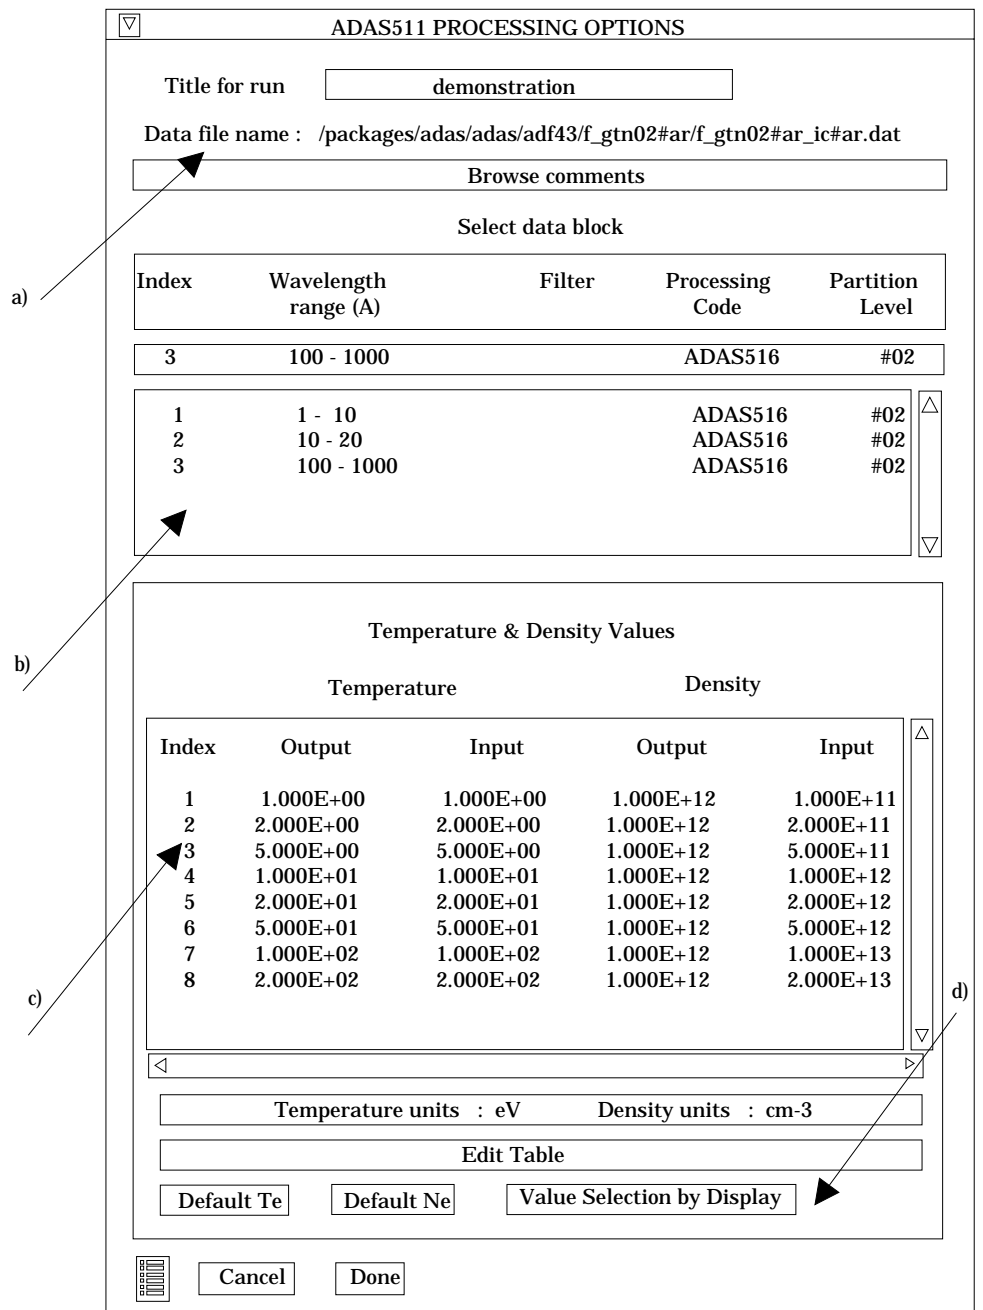 ADAS511 PROCESSING OPTIONS
Title for run demonstration
Data file name : /packages/adas/adas/adf43/f_gtn02#ar/f_gtn02#ar_ic#ar.dat
Browse comments
Select data block
a)
Index Wavelength Filter Processing Partition
range (A) Code Level
3 100 - 1000 ADAS516 #02
1 1 - 10 ADAS516 #02
2 10 - 20 ADAS516 #02
3 100 - 1000 ADAS516 #02
b)
Temperature & Density Values
Temperature Density
Index Output Input Output Input
1 1.000E+00 1.000E+00 1.000E+12 1.000E+11
2 2.000E+00 2.000E+00 1.000E+12 2.000E+11
3 5.000E+00 5.000E+00 1.000E+12 5.000E+11
4 1.000E+01 1.000E+01 1.000E+12 1.000E+12
5 2.000E+01 2.000E+01 1.000E+12 2.000E+12
6 5.000E+01 5.000E+01 1.000E+12 5.000E+12
7 1.000E+02 1.000E+02 1.000E+12 1.000E+13
8 2.000E+02 2.000E+02 1.000E+12 2.000E+13
c)
d)
Temperature units : eV Density units : cm-3
Edit Table
Default Te Default Ne Value Selection by Display
Cancel Done